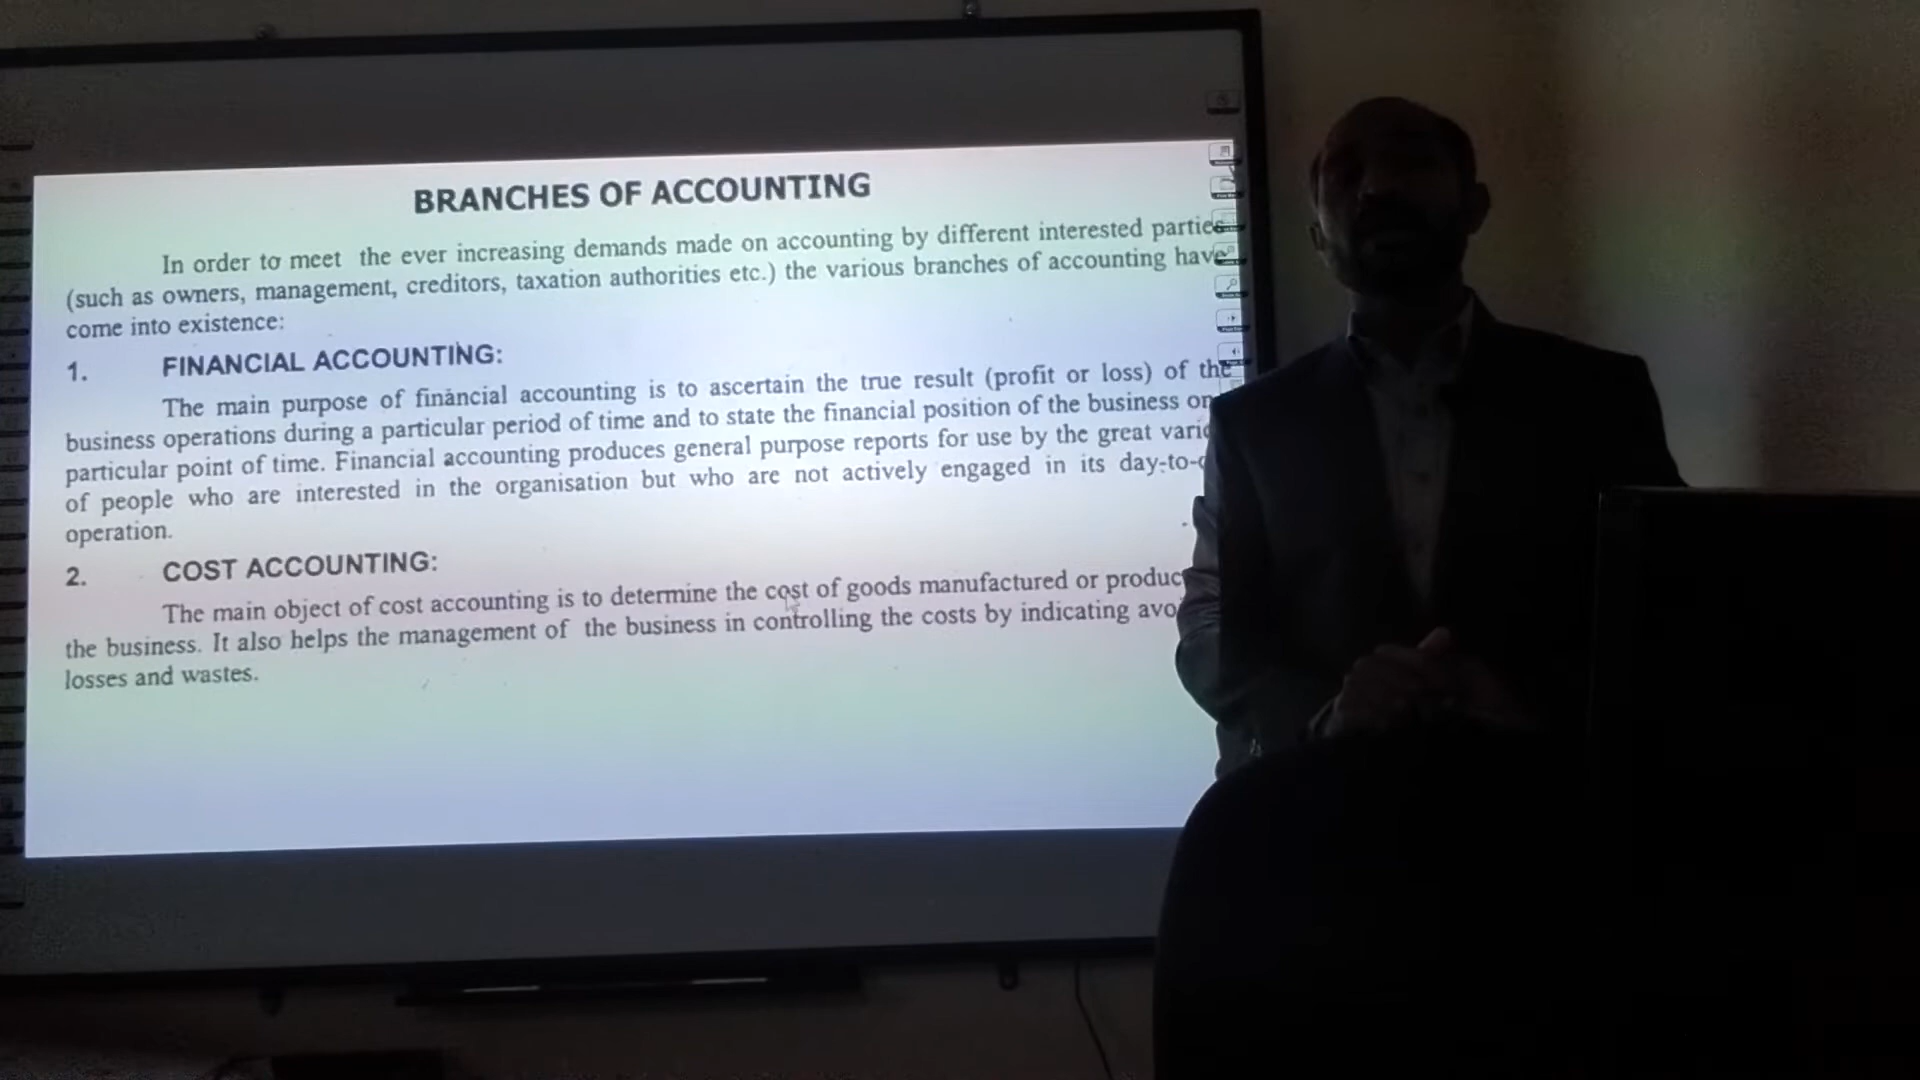 BRANCHES OF ACCOUNTING
In order to meet the ever increasing demands made on accounting by different interested parties
(such as owners, management, creditors, taxation authorities etc.) the various branches of accounting have
come into existence:
1. FINANCIAL ACCOUNTING:
The main purpose of financial accounting is to ascertain the true result (profit or loss) of the
business operations during a particular period of time and to state the financial position of the business on
particular point of time. Financial accounting produces general purpose reports for use by the great
of people who are interested in the organisation but who are not actively engaged in its day-to-
operation.
2. COST ACCOUNTING:
The main object of cost accounting is to determine the cost of goods manufactured or
the business. It also helps the management of the business in controlling the costs by indicating
losses and wastes.